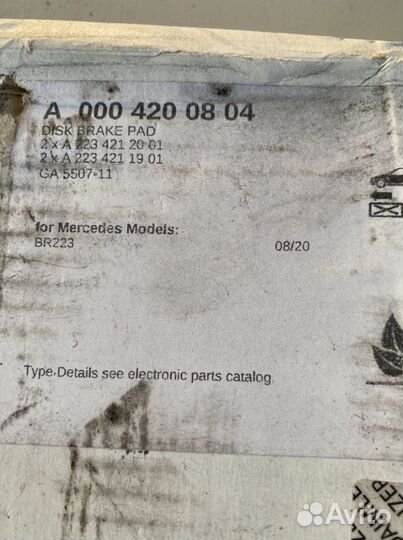 A 000 420 08 04
DISK BRAKE PAD
2 x A 223 421 20 01
2 x A 223 421 19 01
GA 5507-11
for Mercedes Models:
BR223 08/20
Type Details see electronic parts catalog
Avito